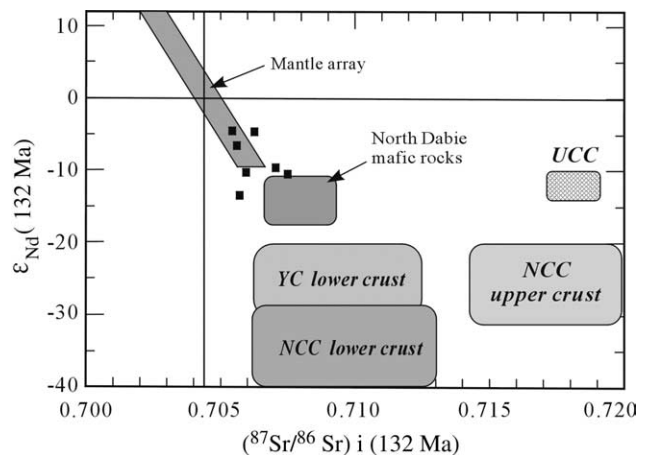 10
0
-10
-20
-30
-40
εNd( 132 Ma)
Mantle array
North Dabie
mafic rocks
UCC
YC lower crust
NCC
upper crust
NCC lower crust
0.700 0.705 0.710 0.715 0.720
(⁸⁷Sr/⁸⁶ Sr) i (132 Ma)